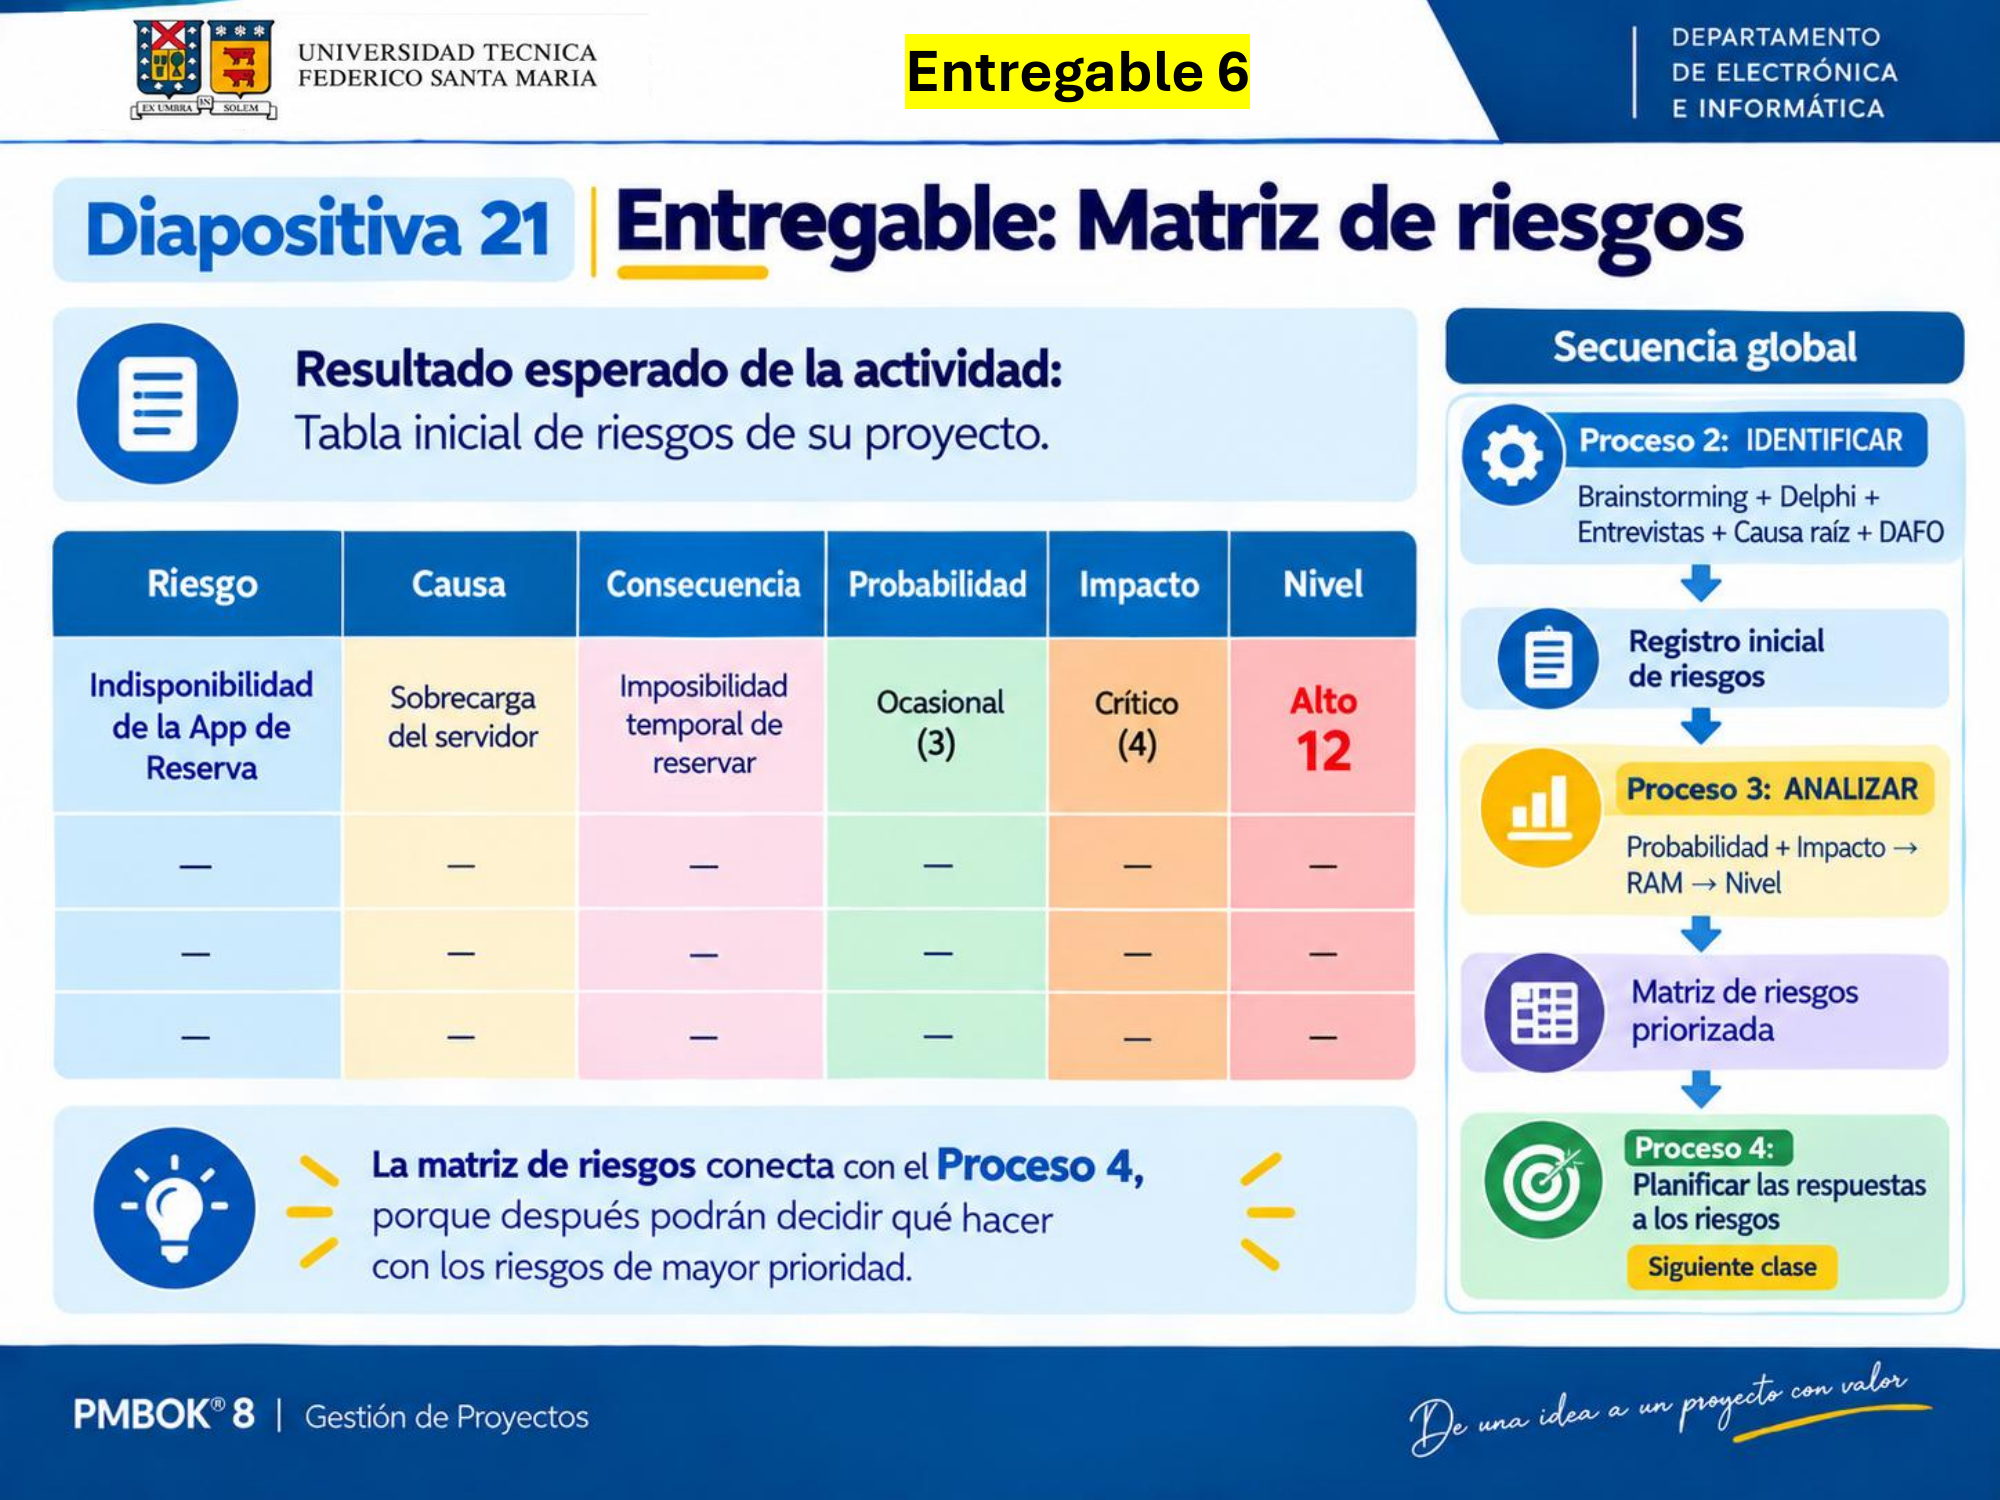 UNIVERSIDAD TECNICA
FEDERICO SANTA MARIA
EX UMBRA IN SOLEM
Entregable 6
DEPARTAMENTO
DE ELECTRÓNICA
E INFORMÁTICA
Diapositiva 21
Entregable: Matriz de riesgos
Resultado esperado de la actividad:
Tabla inicial de riesgos de su proyecto.
Riesgo Causa Consecuencia Probabilidad Impacto Nivel
Indisponibilidad
de la App de
Reserva
Sobrecarga
del servidor
Imposibilidad
temporal de
reservar
Ocasional
(3)
Crítico
(4)
Alto
12
— — — — — —
— — — — — —
— — — — — —
La matriz de riesgos conecta con el Proceso 4,
porque después podrán decidir qué hacer
con los riesgos de mayor prioridad.
Secuencia global
Proceso 2: IDENTIFICAR
Brainstorming + Delphi +
Entrevistas + Causa raíz + DAFO
Registro inicial
de riesgos
Proceso 3: ANALIZAR
Probabilidad + Impacto →
RAM → Nivel
Matriz de riesgos
priorizada
Proceso 4:
Planificar las respuestas
a los riesgos
Siguiente clase
PMBOK® 8 | Gestión de Proyectos
De una idea a un proyecto con valor